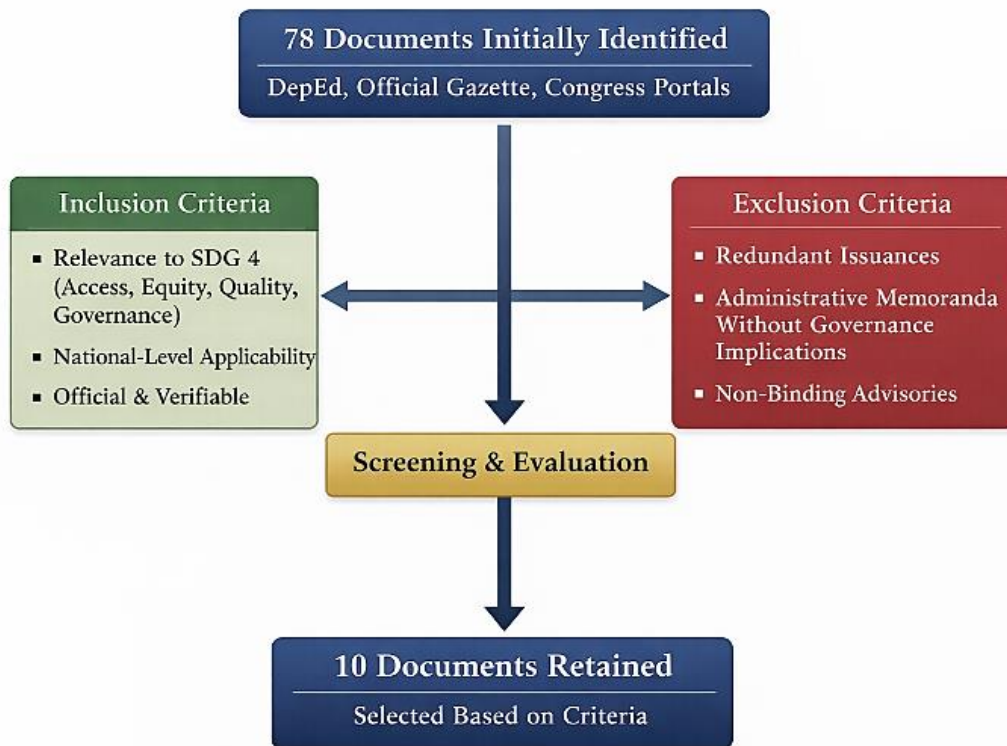 78 Documents Initially Identified
DepEd, Official Gazette, Congress Portals
Inclusion Criteria
▪ Relevance to SDG 4
(Access, Equity, Quality,
Governance)
▪ National-Level Applicability
▪ Official & Verifiable
Exclusion Criteria
▪ Redundant Issuances
▪ Administrative Memoranda
Without Governance
Implications
▪ Non-Binding Advisories
Screening & Evaluation
10 Documents Retained
Selected Based on Criteria